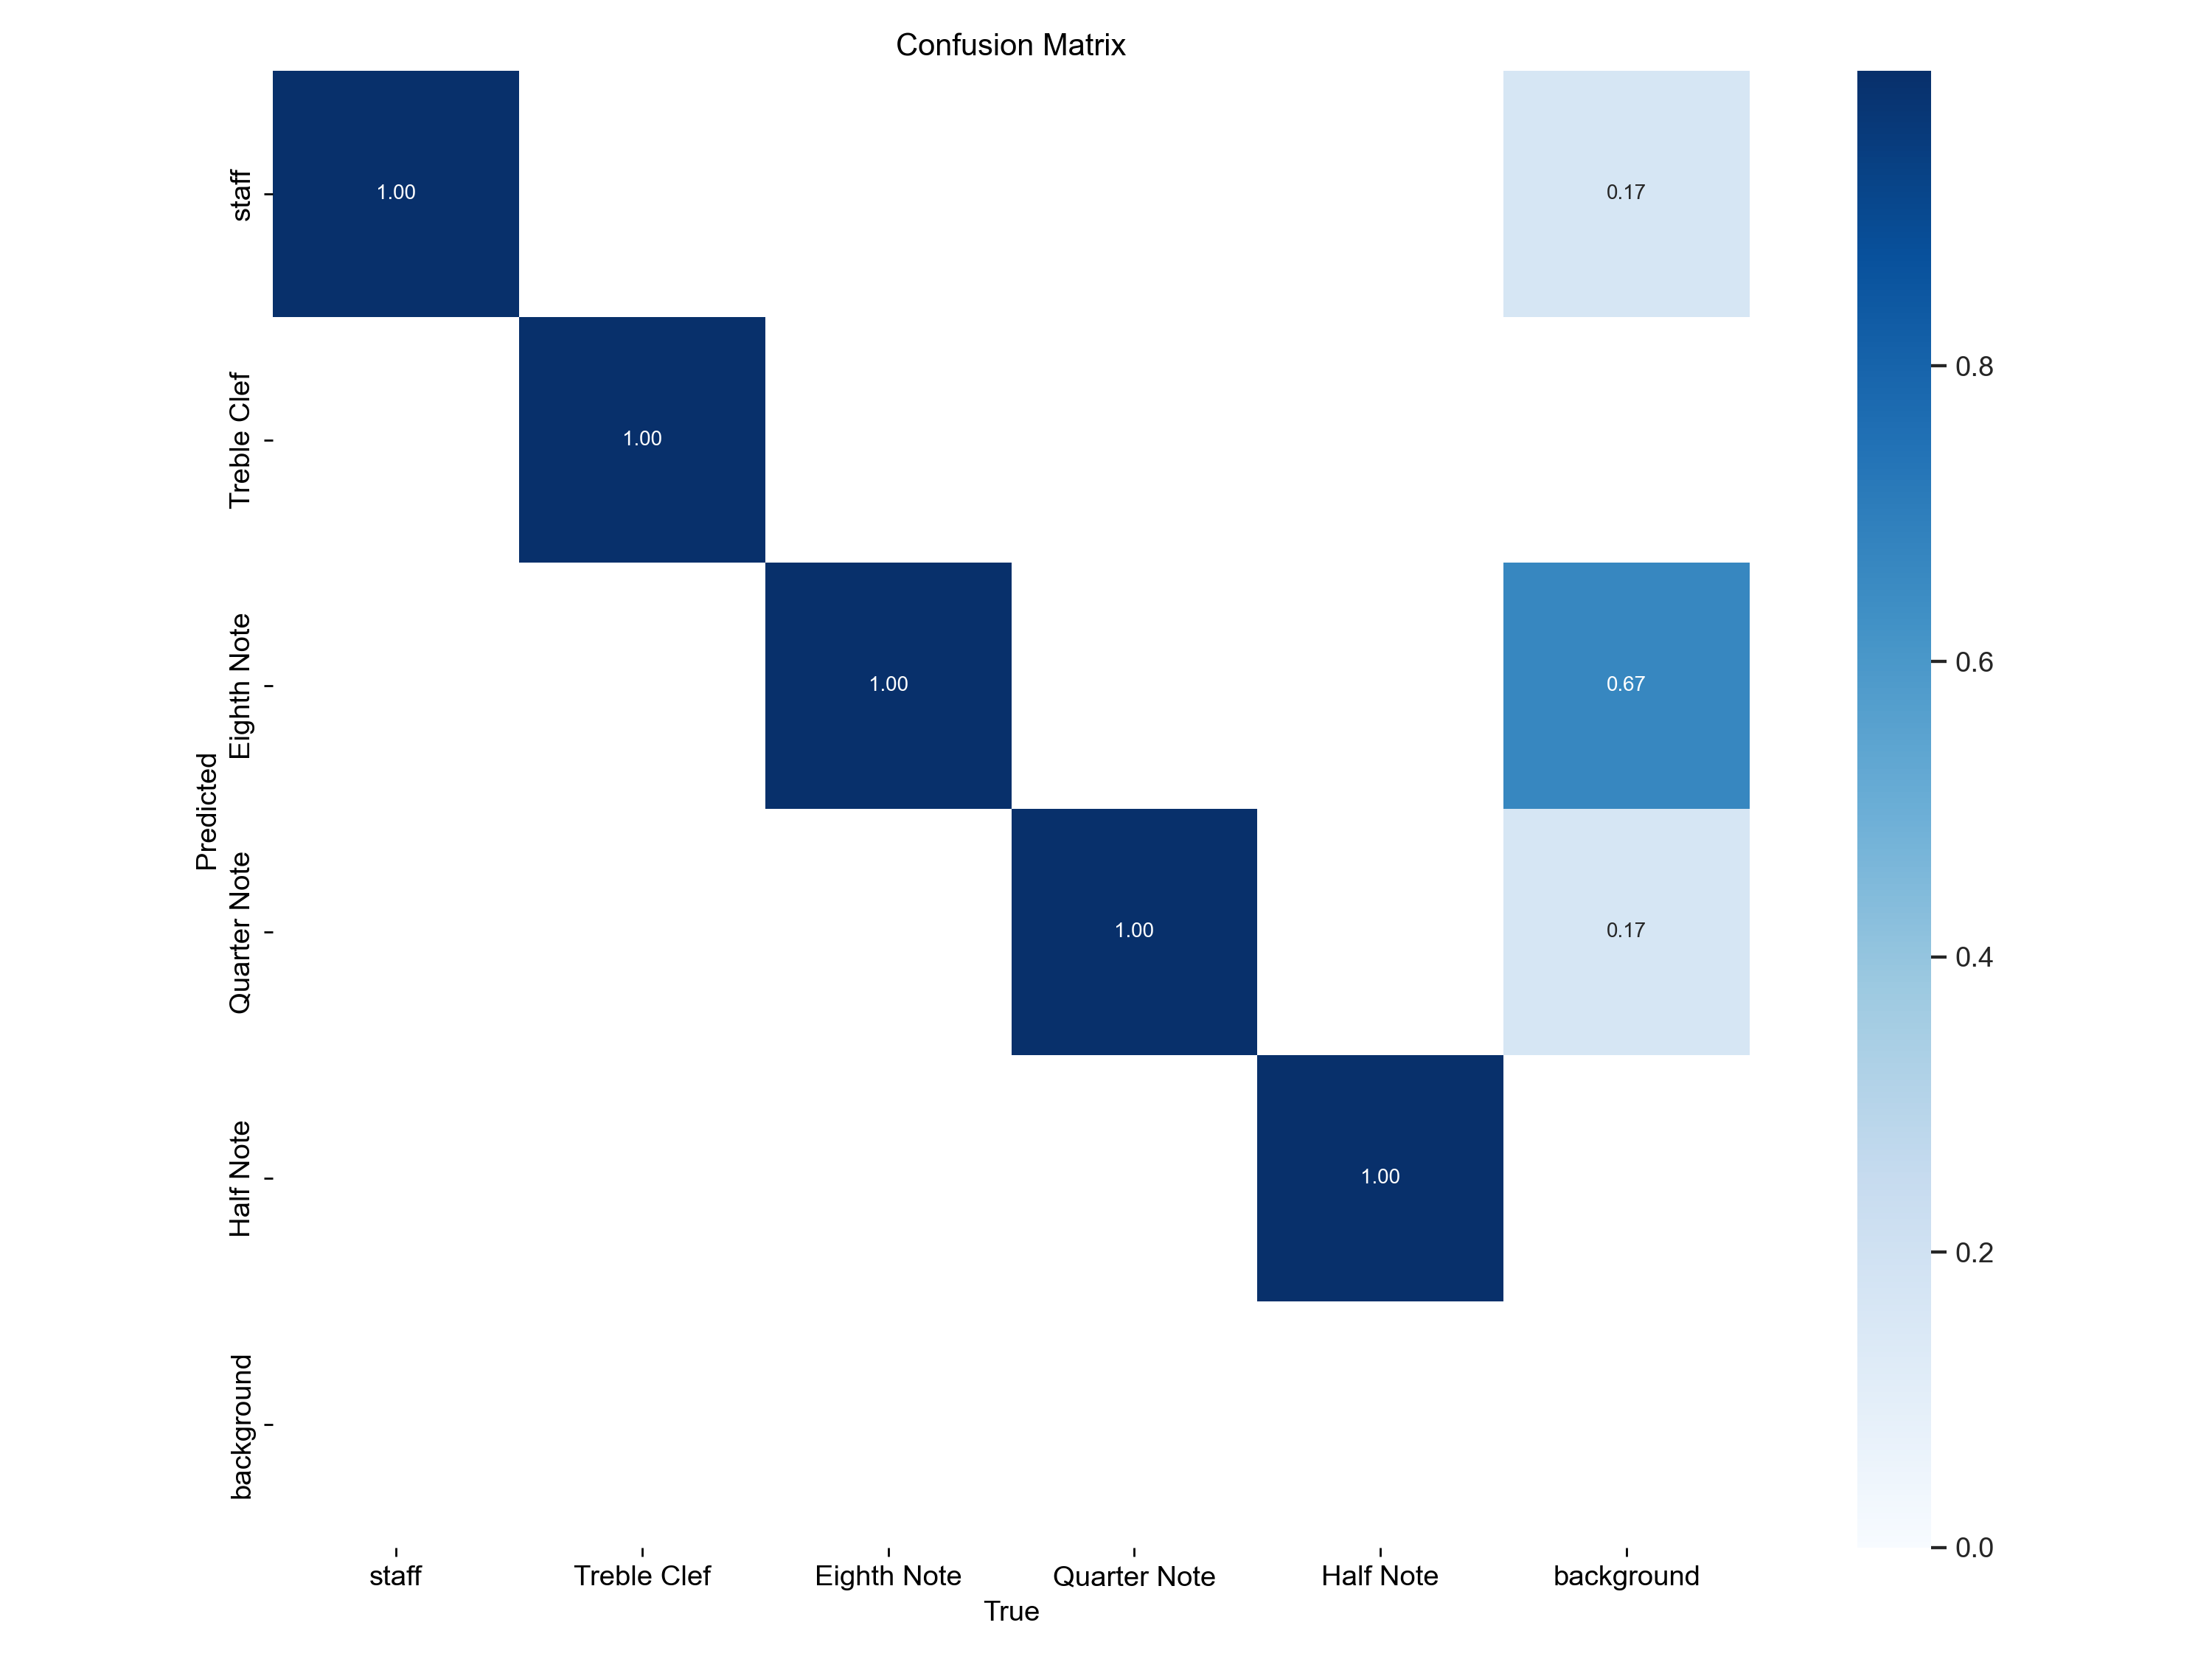 Confusion Matrix
staff
1.00
0.17
Treble Clef
1.00
0.8
Eighth Note
1.00
0.67
0.6
Predicted
Quarter Note
1.00
0.17
0.4
Half Note
1.00
0.2
background
0.0
staff Treble Clef Eighth Note Quarter Note Half Note background
True